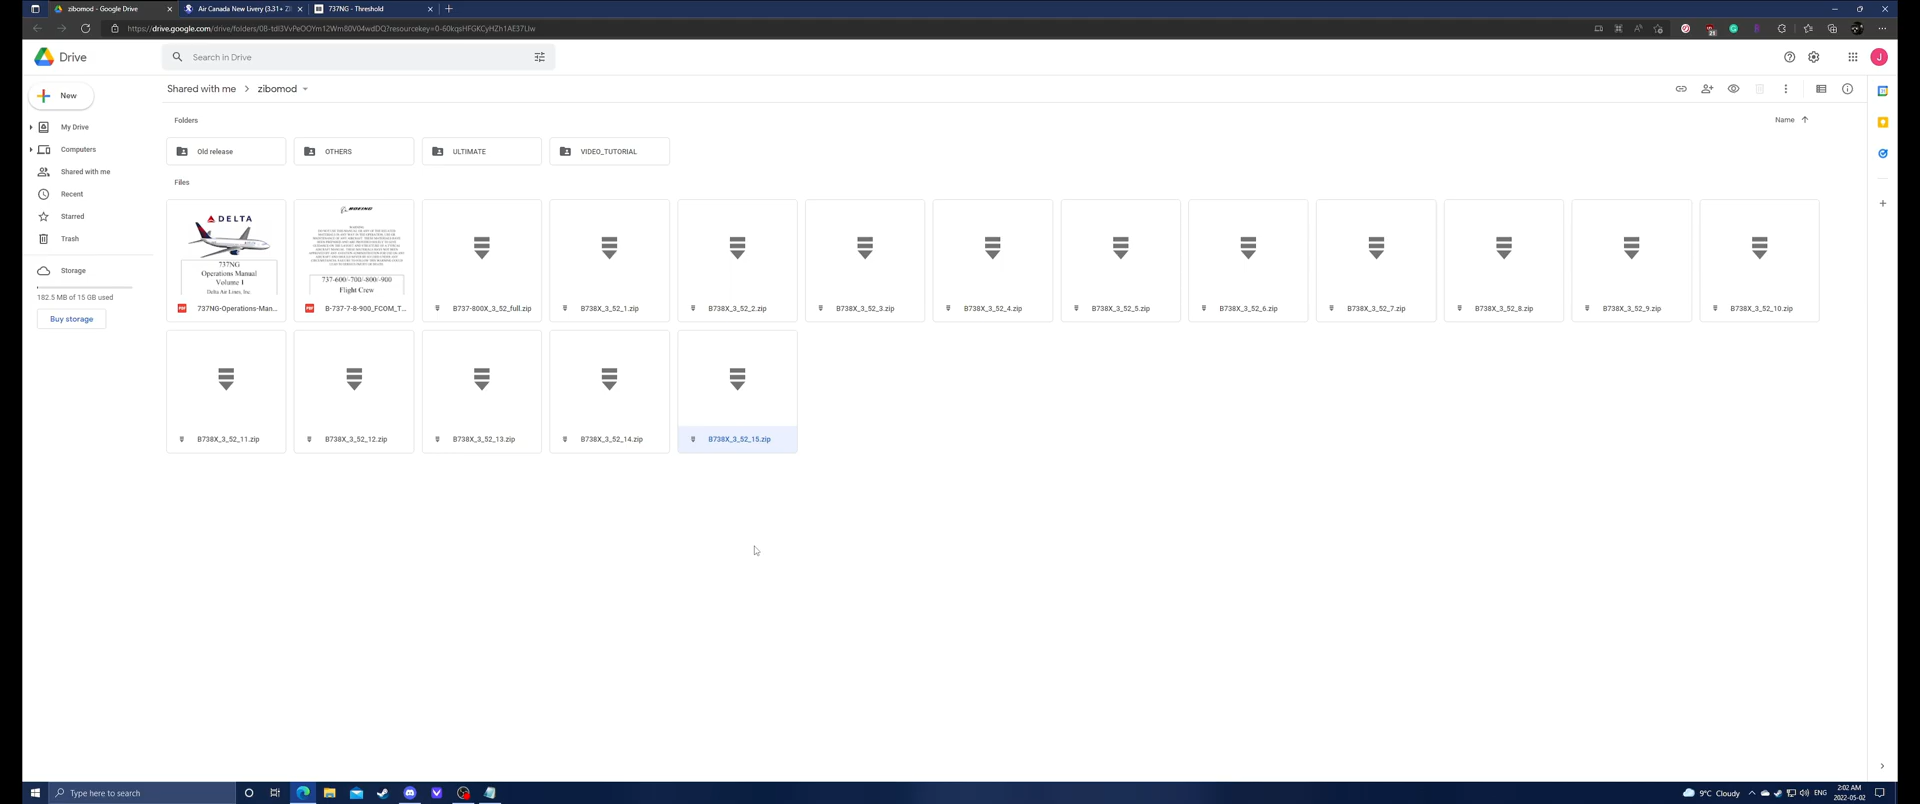 zibomod - Google Drive
Air Canada New Livery (3.31+ Zi
737NG - Threshold
https://drive.google.com/drive/folders/0B-tdl3VvPeOOYm12Wm80V04wdDQ?resourcekey=0-60kqsHFGKCyHZh1AE37LIw
21
Drive
Search in Drive
J
New
Shared with me > zibomod
My Drive
Computers
Shared with me
Recent
Starred
Trash
Storage
182.5 MB of 15 GB used
Buy storage
Folders
Name
Old release
OTHERS
ULTIMATE
VIDEO_TUTORIAL
Files
DELTA
737NG
Operations Manual
Volume I
Delta Air Lines, Inc
737NG-Operations-Man...
BOEING
737-600/-700/-800/-900
Flight Crew
B-737-7-8-900_FCOM_T...
B737-800X_3_52_full.zip
B738X_3_52_1.zip
B738X_3_52_2.zip
B738X_3_52_3.zip
B738X_3_52_4.zip
B738X_3_52_5.zip
B738X_3_52_6.zip
B738X_3_52_7.zip
B738X_3_52_8.zip
B738X_3_52_9.zip
B738X_3_52_10.zip
B738X_3_52_11.zip
B738X_3_52_12.zip
B738X_3_52_13.zip
B738X_3_52_14.zip
B738X_3_52_15.zip
Type here to search
9°C Cloudy
ENG
2:02 AM
2022-05-02